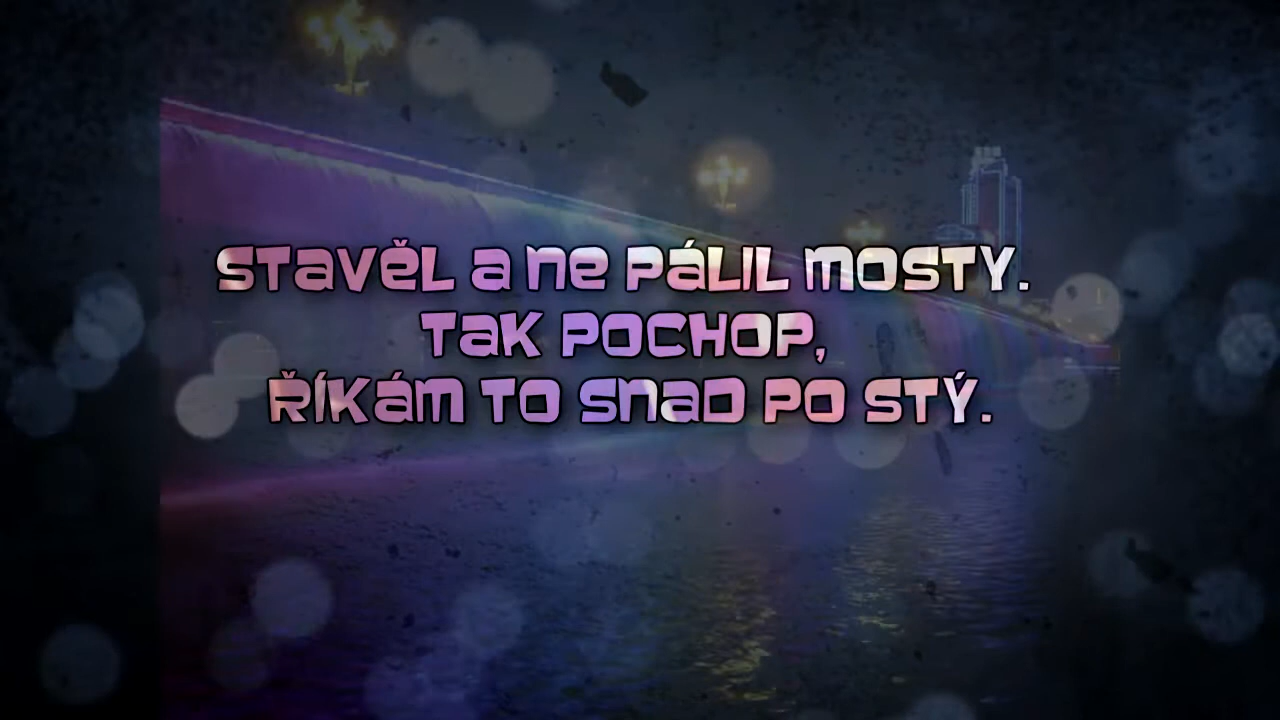 STAVĚL A NE PÁLIL MOSTY.
TAK POCHOP,
ŘÍKÁM TO SNAD PO STÝ.